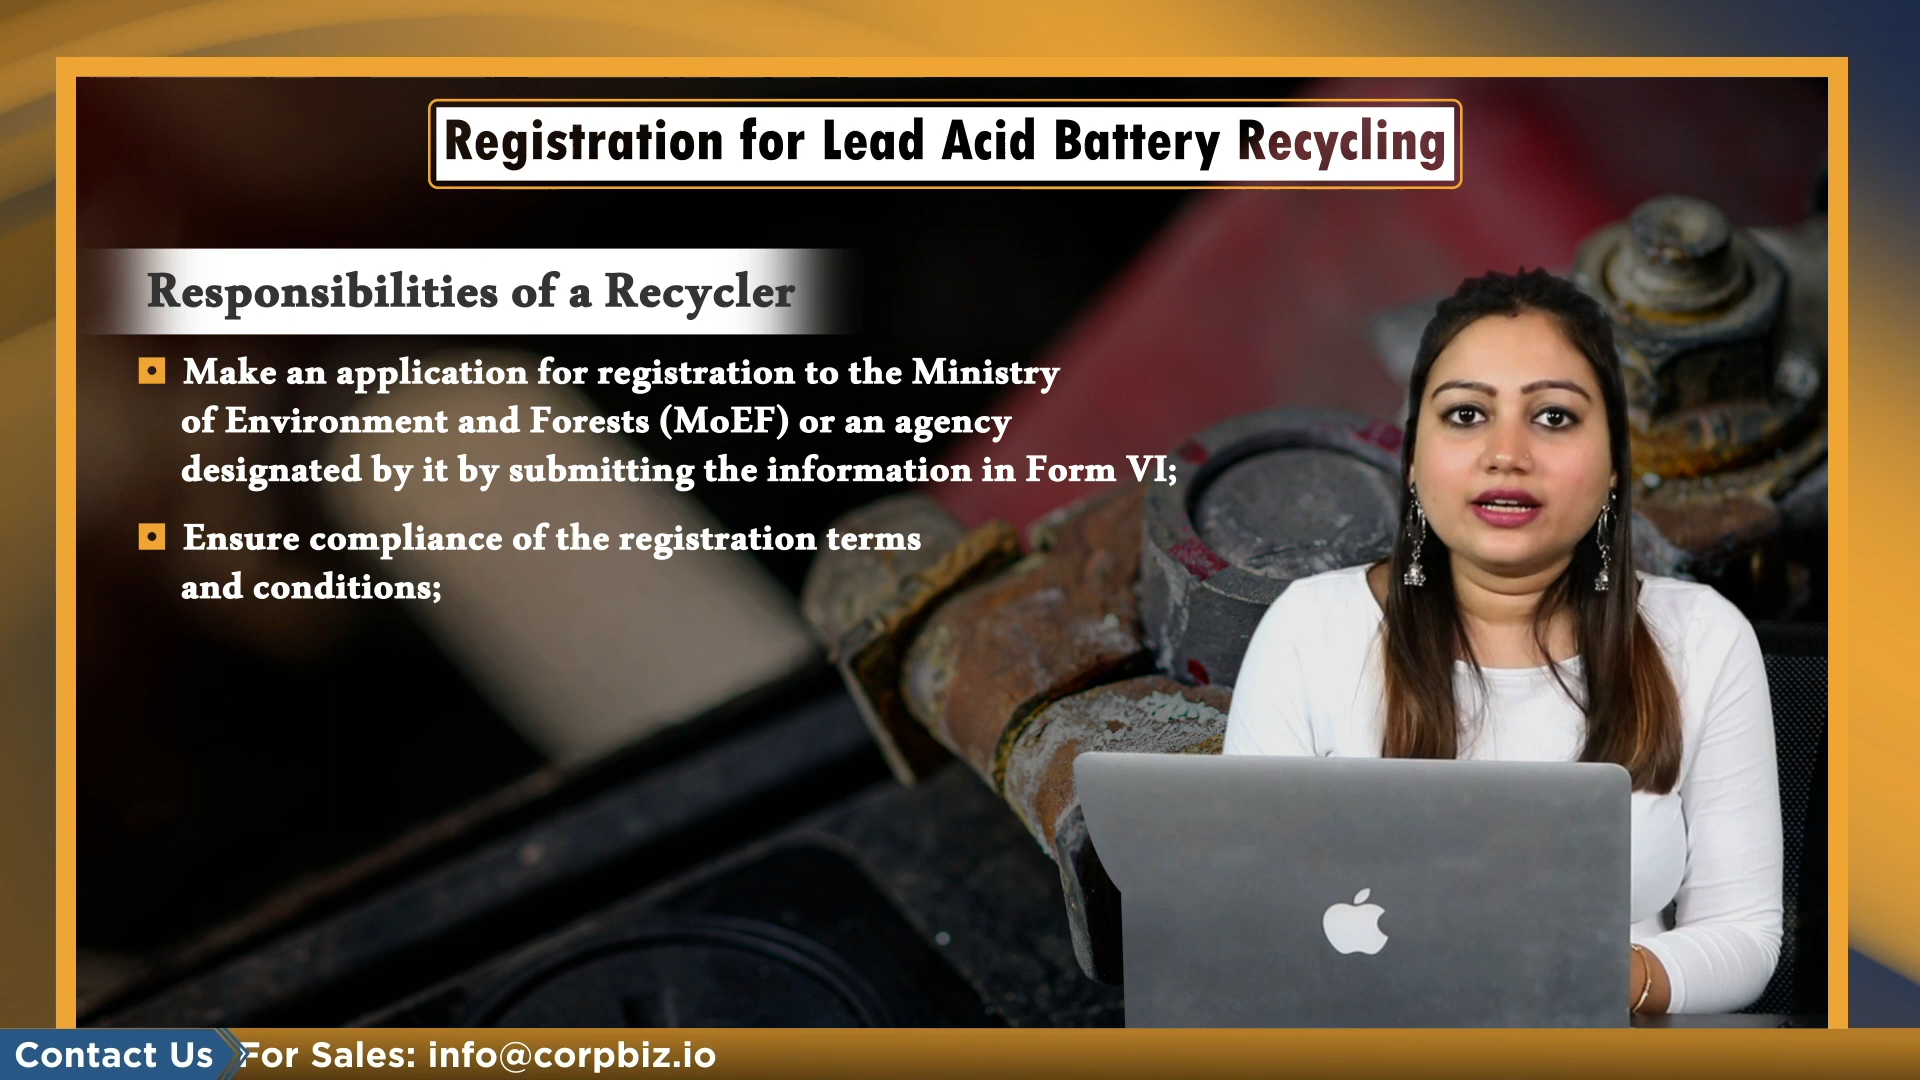 Registration for Lead Acid Battery Recycling
Responsibilities of a Recycler
Make an application for registration to the Ministry
of Environment and Forests (MoEF) or an agency
designated by it by submitting the information in Form VI;
Ensure compliance of the registration terms
and conditions;
Contact Us For Sales: info@corpbiz.io